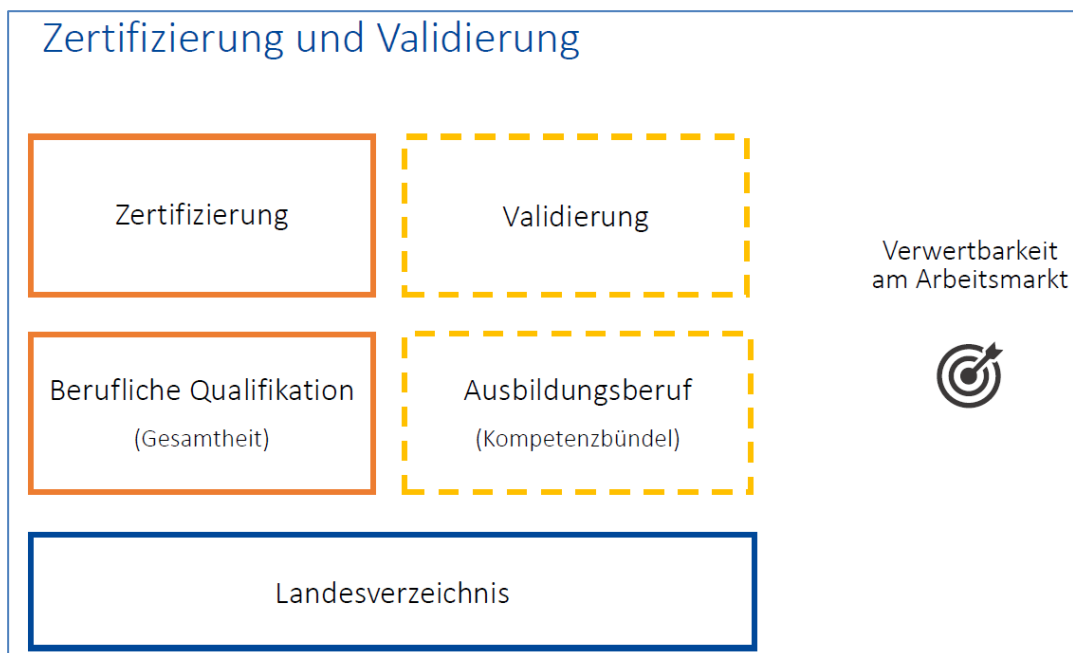 Zertifizierung und Validierung
Zertifizierung
Validierung
Verwertbarkeit
am Arbeitsmarkt
Berufliche Qualifikation
(Gesamtheit)
Ausbildungsberuf
(Kompetenzbündel)
Landesverzeichnis